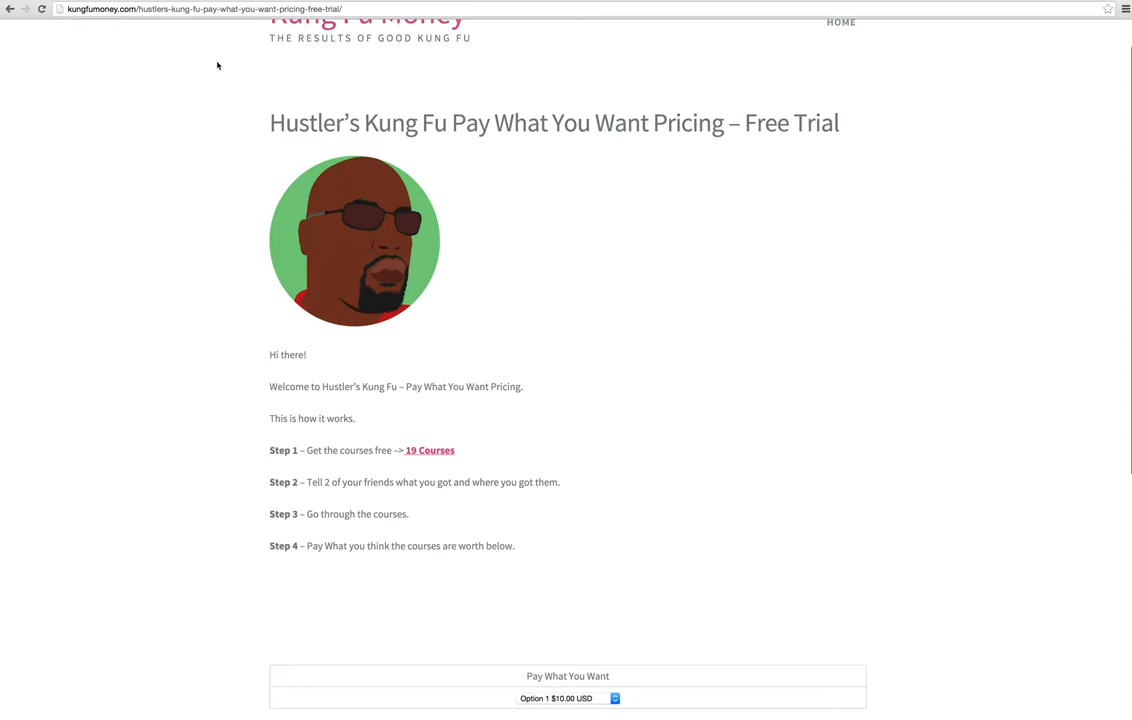 kungfumoney.com/hustlers-kung-fu-pay-what-you-want-pricing-free-trial/
Kung Fu Money
HOME
THE RESULTS OF GOOD KUNG FU
Hustler’s Kung Fu Pay What You Want Pricing – Free Trial
Hi there!
Welcome to Hustler's Kung Fu – Pay What You Want Pricing.
This is how it works.
Step 1 – Get the courses free –> 19 Courses
Step 2 – Tell 2 of your friends what you got and where you got them.
Step 3 – Go through the courses.
Step 4 – Pay What you think the courses are worth below.
Pay What You Want
Option 1 $10.00 USD